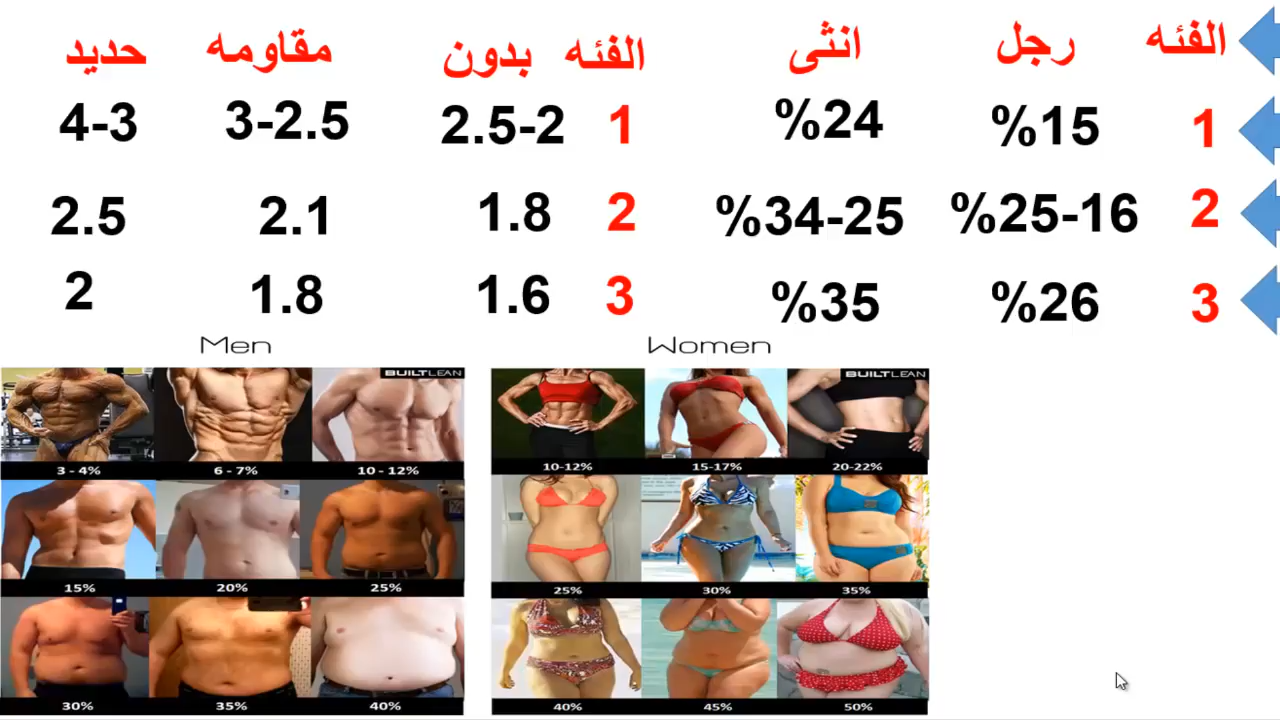 الفئه رجل انثى الفئه بدون مقاومه حديد
1 %15 %24 1 2.5-2 3-2.5 4-3
2 %25-16 %34-25 2 1.8 2.1 2.5
3 %26 %35 3 1.6 1.8 2
Men Women
BUILTLEAN BUILTLEAN
3 - 4% 6 - 7% 10 - 12% 10-12% 15-17% 20-22%
15% 20% 25% 25% 30% 35%
30% 35% 40% 40% 45% 50%